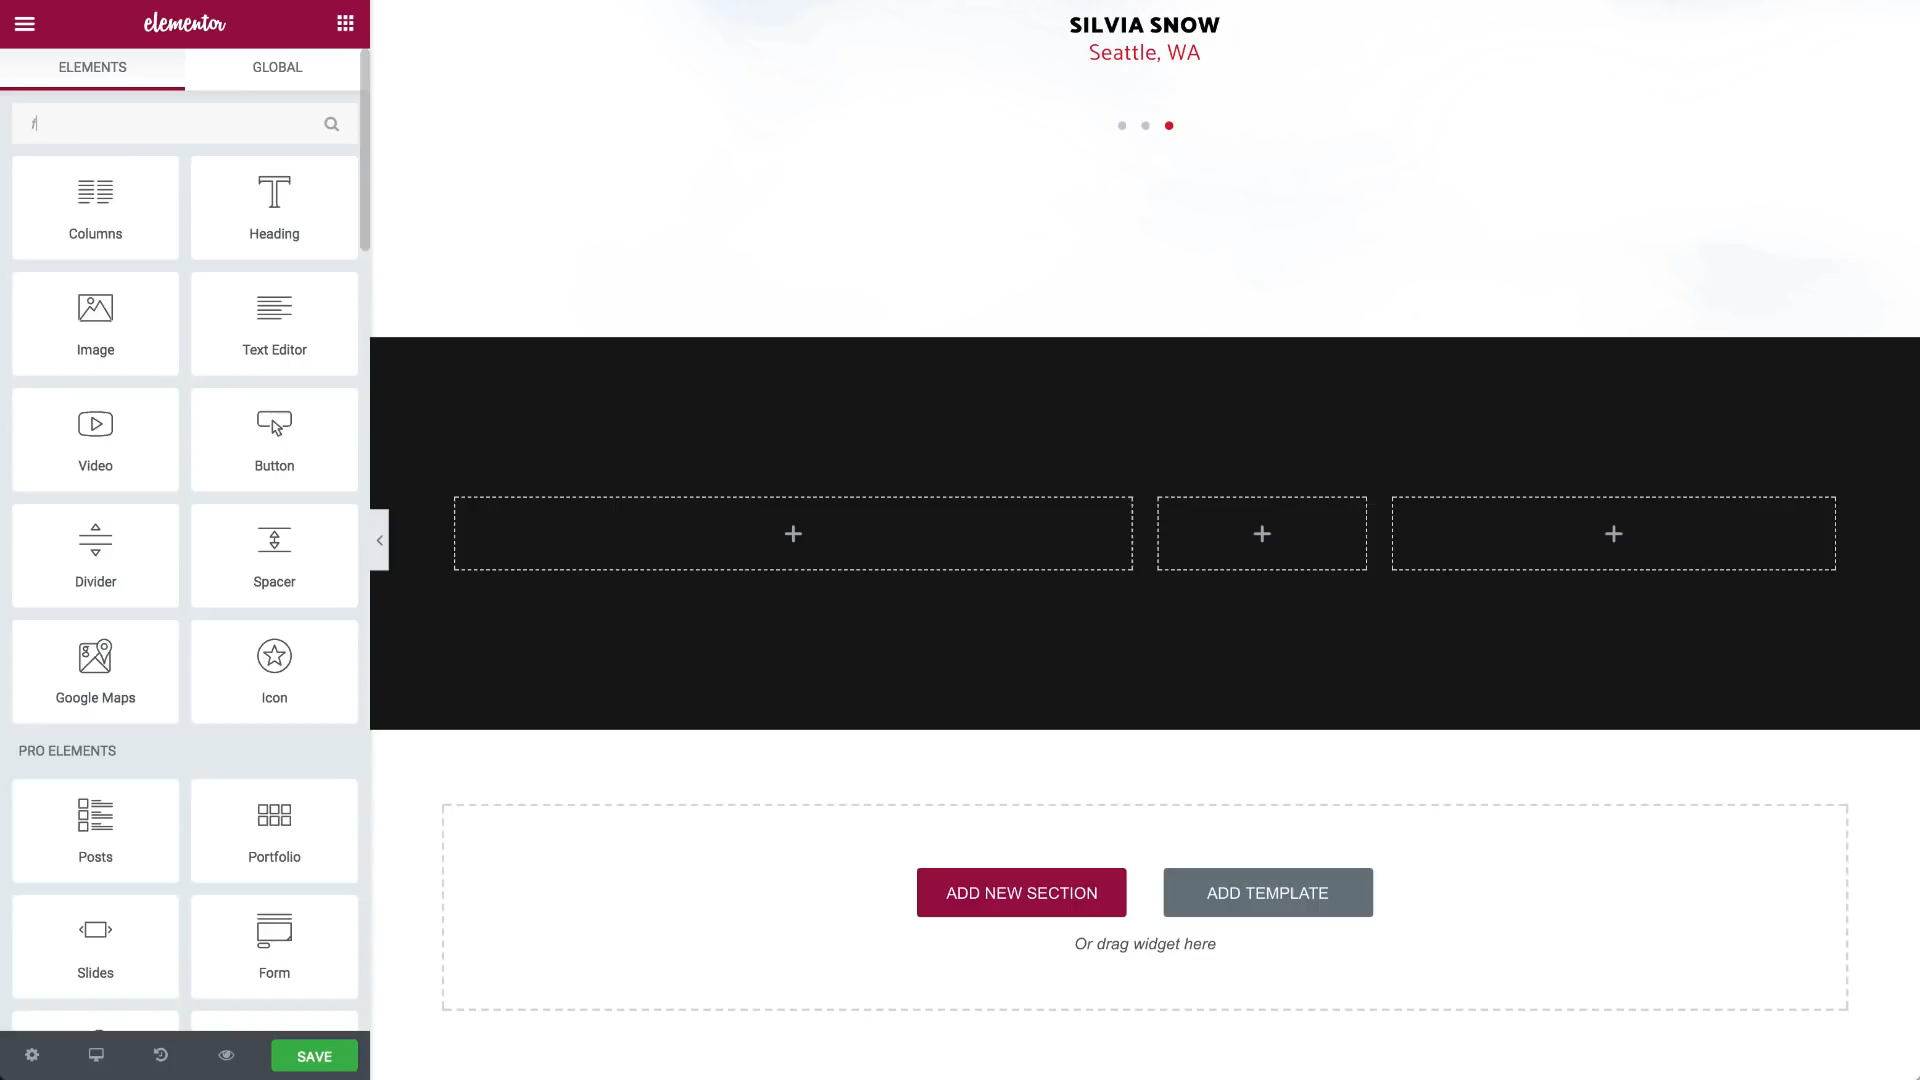 elementor
ELEMENTS
GLOBAL
f
Columns
Heading
Image
Text Editor
Video
Button
Divider
Spacer
Google Maps
Icon
PRO ELEMENTS
Posts
Portfolio
Slides
Form
SAVE
SILVIA SNOW
Seattle, WA
ADD NEW SECTION
ADD TEMPLATE
Or drag widget here